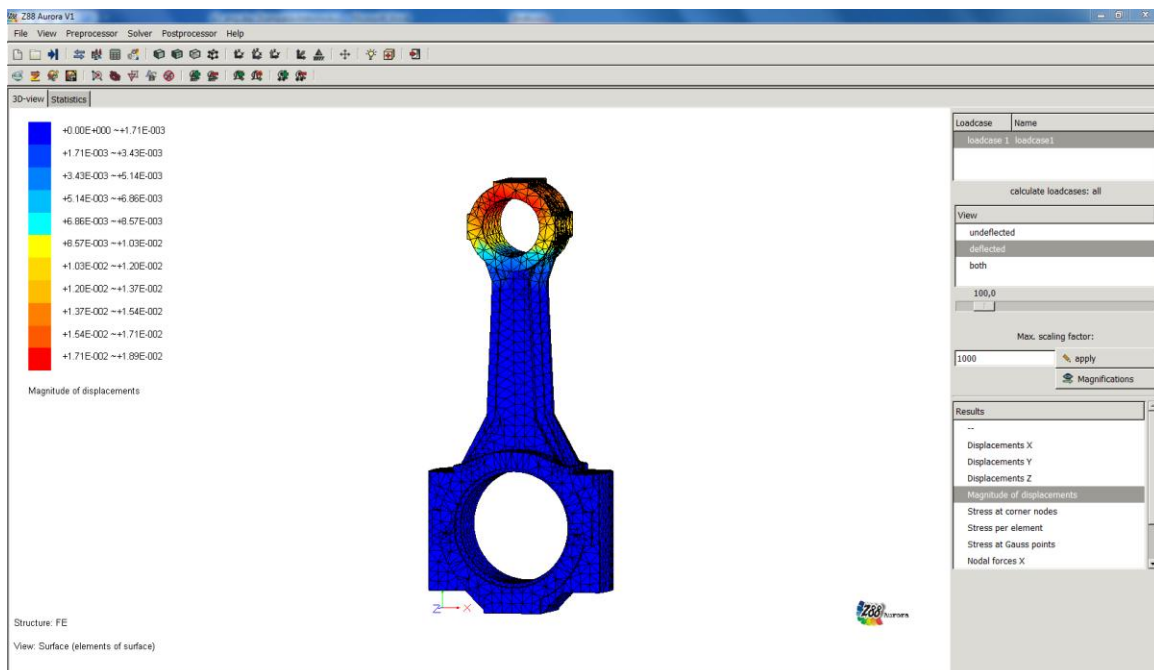 Z88 Aurora V1
File View Preprocessor Solver Postprocessor Help
3D-view Statistics
+0.00E+000 ~+1.71E-003
+1.71E-003 ~+3.43E-003
+3.43E-003 ~+5.14E-003
+5.14E-003 ~+6.86E-003
+6.86E-003 ~+8.57E-003
+8.57E-003 ~+1.03E-002
+1.03E-002 ~+1.20E-002
+1.20E-002 ~+1.37E-002
+1.37E-002 ~+1.54E-002
+1.54E-002 ~+1.71E-002
+1.71E-002 ~+1.89E-002
Magnitude of displacements
Z X
Structure: FE
View: Surface (elements of surface)
Z88 Aurora
Loadcase Name
loadcase 1 loadcase1
calculate loadcases: all
View
undeflected
deflected
both
100,0
Max. scaling factor:
1000 apply
Magnifications
Results
--
Displacements X
Displacements Y
Displacements Z
Magnitude of displacements
Stress at corner nodes
Stress per element
Stress at Gauss points
Nodal forces X